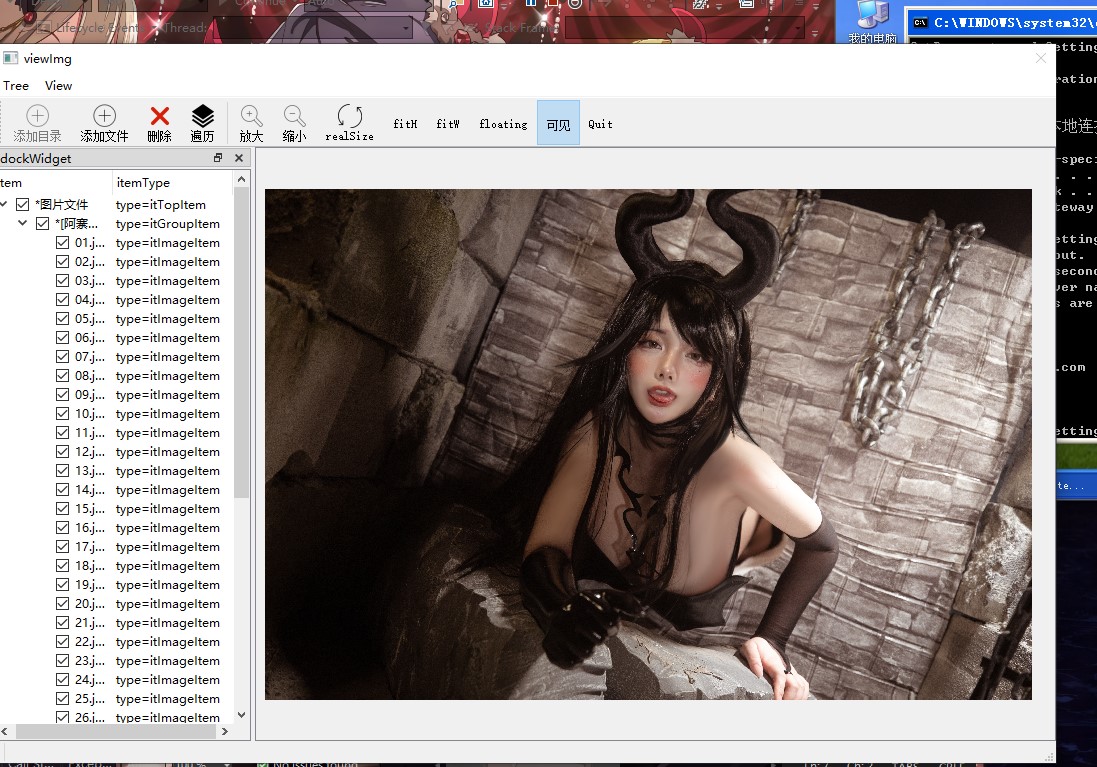 Lifecycle Events
Thread:
Stack Frame
我的电脑
C:\WINDOWS\system32\
viewImg
Tree View
添加目录 添加文件 删除 遍历 放大 缩小 realSize fitH fitW floating 可见 Quit
dockWidget
tem itemType
*图片文件 type=itTopItem
*[阿寨... type=itGroupItem
01.j... type=itImageItem
02.j... type=itImageItem
03.j... type=itImageItem
04.j... type=itImageItem
05.j... type=itImageItem
06.j... type=itImageItem
07.j... type=itImageItem
08.j... type=itImageItem
09.j... type=itImageItem
10.j... type=itImageItem
11.j... type=itImageItem
12.j... type=itImageItem
13.j... type=itImageItem
14.j... type=itImageItem
15.j... type=itImageItem
16.j... type=itImageItem
17.j... type=itImageItem
18.j... type=itImageItem
19.j... type=itImageItem
20.j... type=itImageItem
21.j... type=itImageItem
22.j... type=itImageItem
23.j... type=itImageItem
24.j... type=itImageItem
25.j... type=itImageItem
26.j... type=itImageItem
etting
ration
本地连接
-speci
. . . .
k . .
teway
etting
out.
second
ver na
s are
.com
etting
te...
No issues found